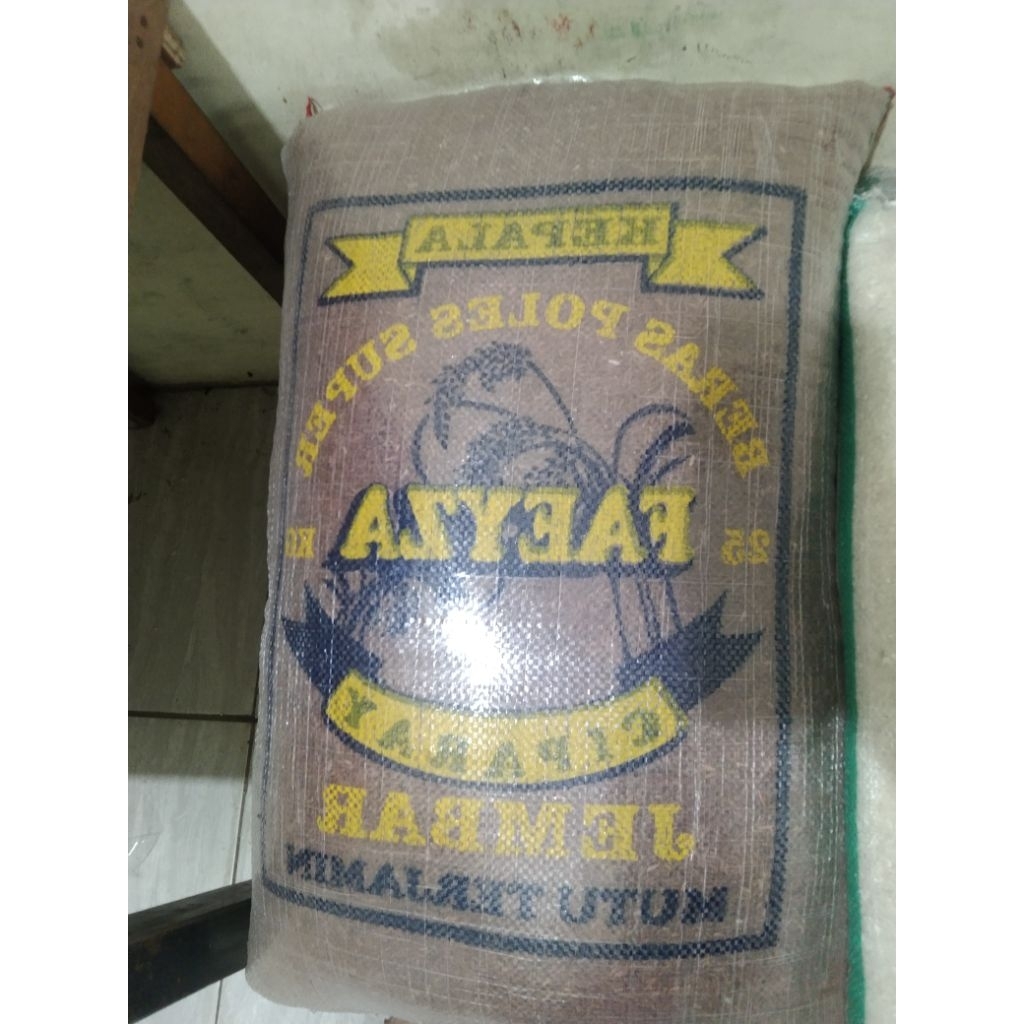 KEPALA
BERAS POLES SUPER
FAEYZA
25 KG
CIPARAY
JEMBAR
MUTU TERJAMIN